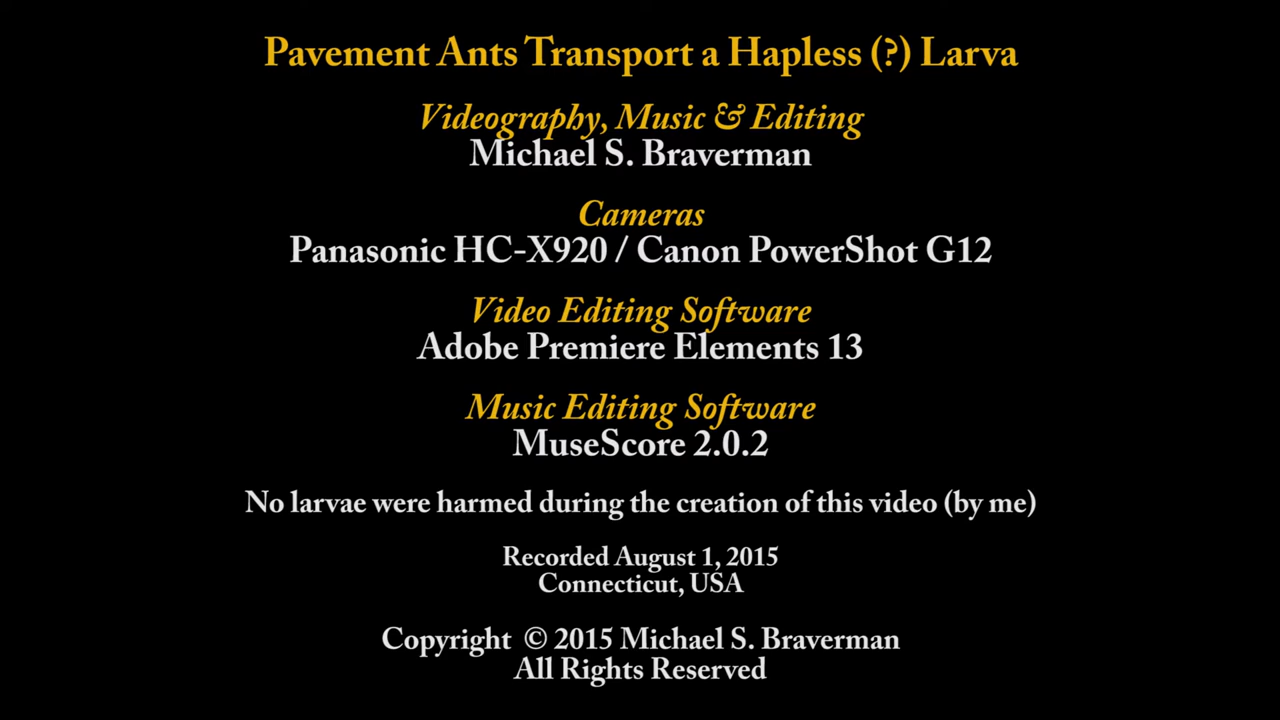 Pavement Ants Transport a Hapless (?) Larva
Videography, Music & Editing
Michael S. Braverman
Cameras
Panasonic HC-X920 / Canon PowerShot G12
Video Editing Software
Adobe Premiere Elements 13
Music Editing Software
MuseScore 2.0.2
No larvae were harmed during the creation of this video (by me)
Recorded August 1, 2015
Connecticut, USA
Copyright © 2015 Michael S. Braverman
All Rights Reserved